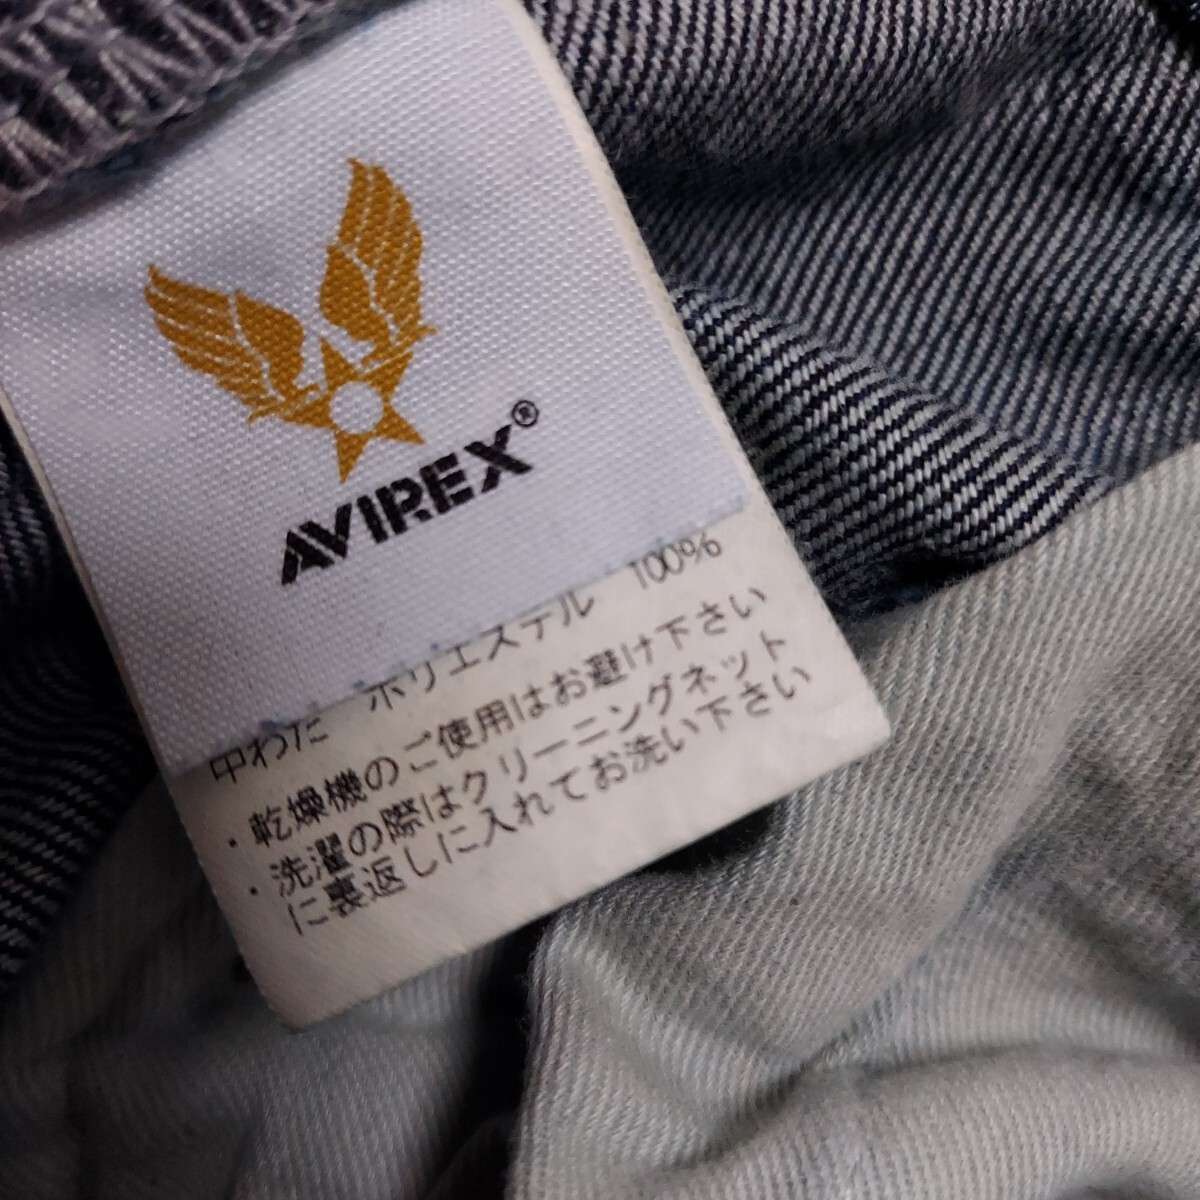 AVIREX®
中わた ポリエステル 100%
・乾燥機のご使用はお避け下さい
・洗濯の際はクリーニングネット
に裏返しに入れてお洗い下さい